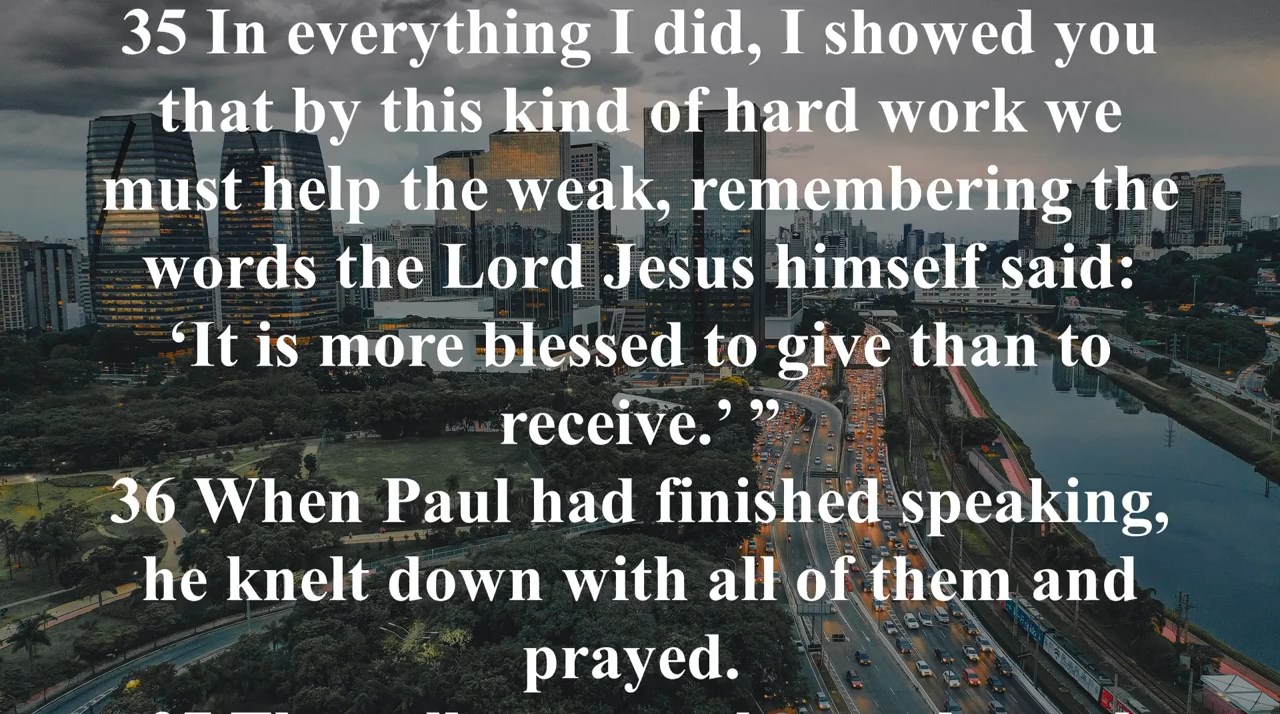 35 In everything I did, I showed you
that by this kind of hard work we
must help the weak, remembering the
words the Lord Jesus himself said:
‘It is more blessed to give than to
receive.’ ”
36 When Paul had finished speaking,
he knelt down with all of them and
prayed.